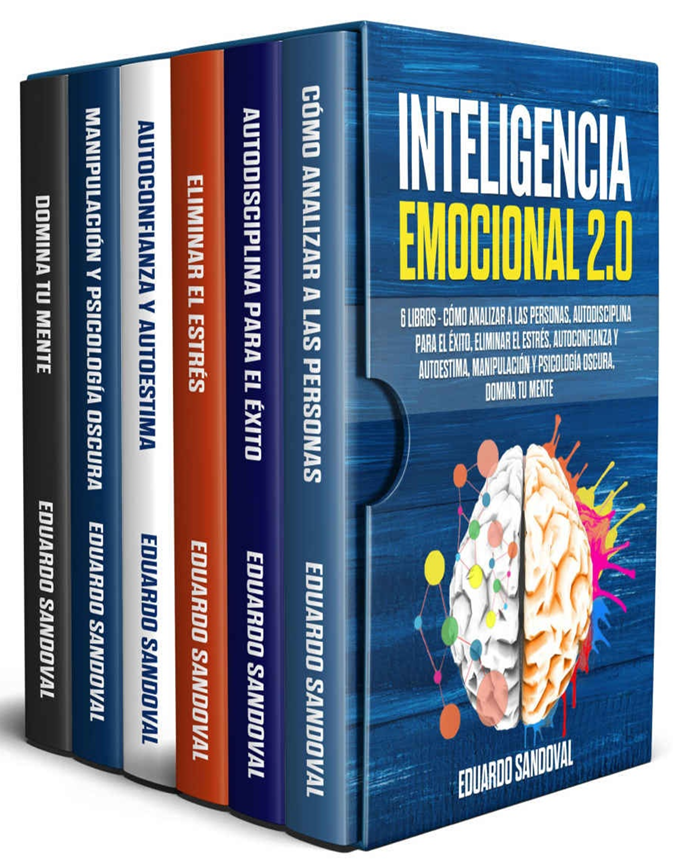 DOMINA TU MENTE
EDUARDO SANDOVAL
MANIPULACIÓN Y PSICOLOGÍA OSCURA
EDUARDO SANDOVAL
AUTOCONFIANZA Y AUTOESTIMA
EDUARDO SANDOVAL
ELIMINAR EL ESTRÉS
EDUARDO SANDOVAL
AUTODISCIPLINA PARA EL ÉXITO
EDUARDO SANDOVAL
CÓMO ANALIZAR A LAS PERSONAS
EDUARDO SANDOVAL
INTELIGENCIA
EMOCIONAL 2.0
6 LIBROS - CÓMO ANALIZAR A LAS PERSONAS, AUTODISCIPLINA
PARA EL ÉXITO, ELIMINAR EL ESTRÉS, AUTOCONFIANZA Y
AUTOESTIMA, MANIPULACIÓN Y PSICOLOGÍA OSCURA,
DOMINA TU MENTE
EDUARDO SANDOVAL